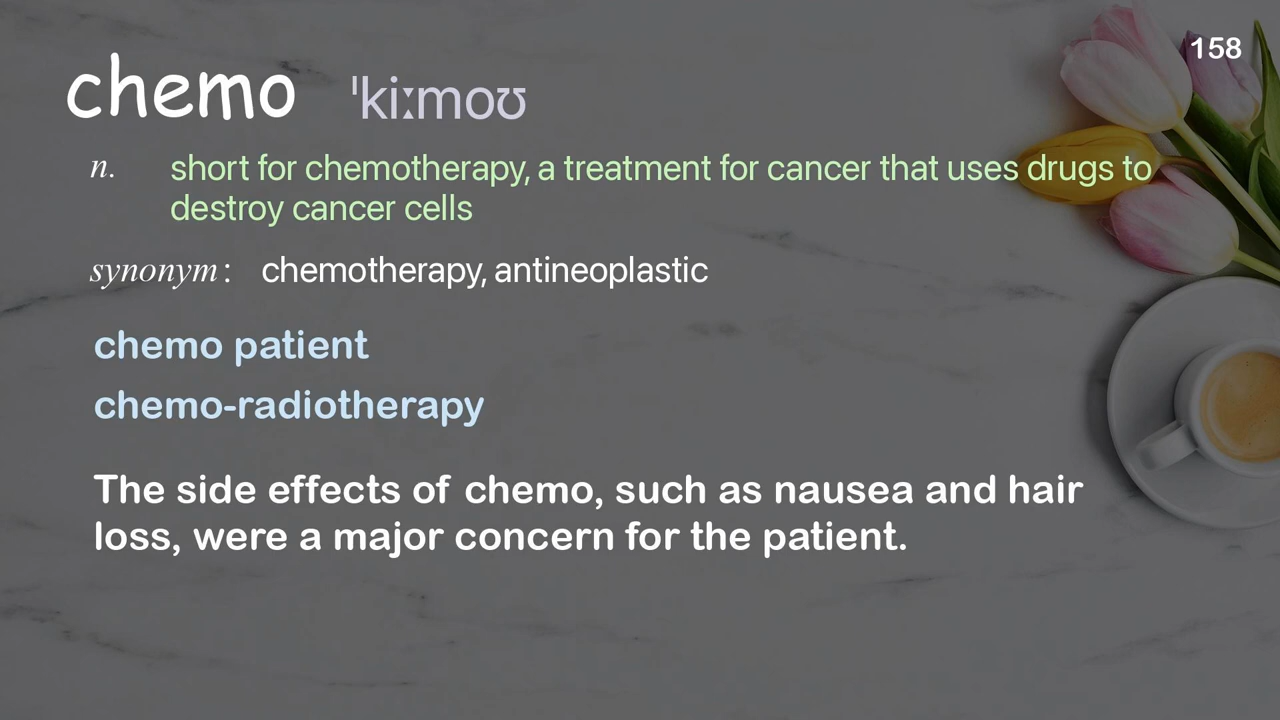 158
chemo ˈkiːmoʊ
n. short for chemotherapy, a treatment for cancer that uses drugs to
destroy cancer cells
synonym: chemotherapy, antineoplastic
chemo patient
chemo-radiotherapy
The side effects of chemo, such as nausea and hair
loss, were a major concern for the patient.